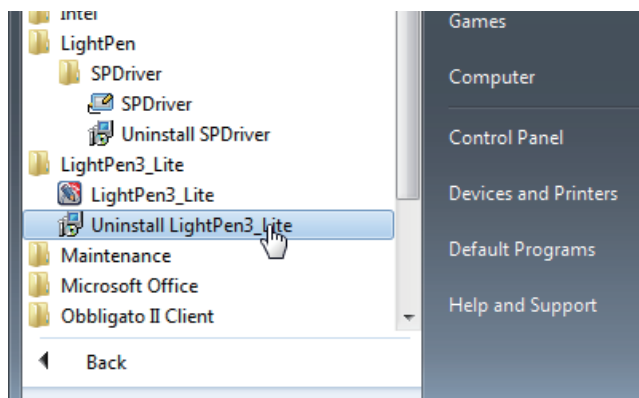 Intel
LightPen
SPDriver
SPDriver
Uninstall SPDriver
LightPen3_Lite
LightPen3_Lite
Uninstall LightPen3_Lite
Maintenance
Microsoft Office
Obbligato II Client
Back
Games
Computer
Control Panel
Devices and Printers
Default Programs
Help and Support